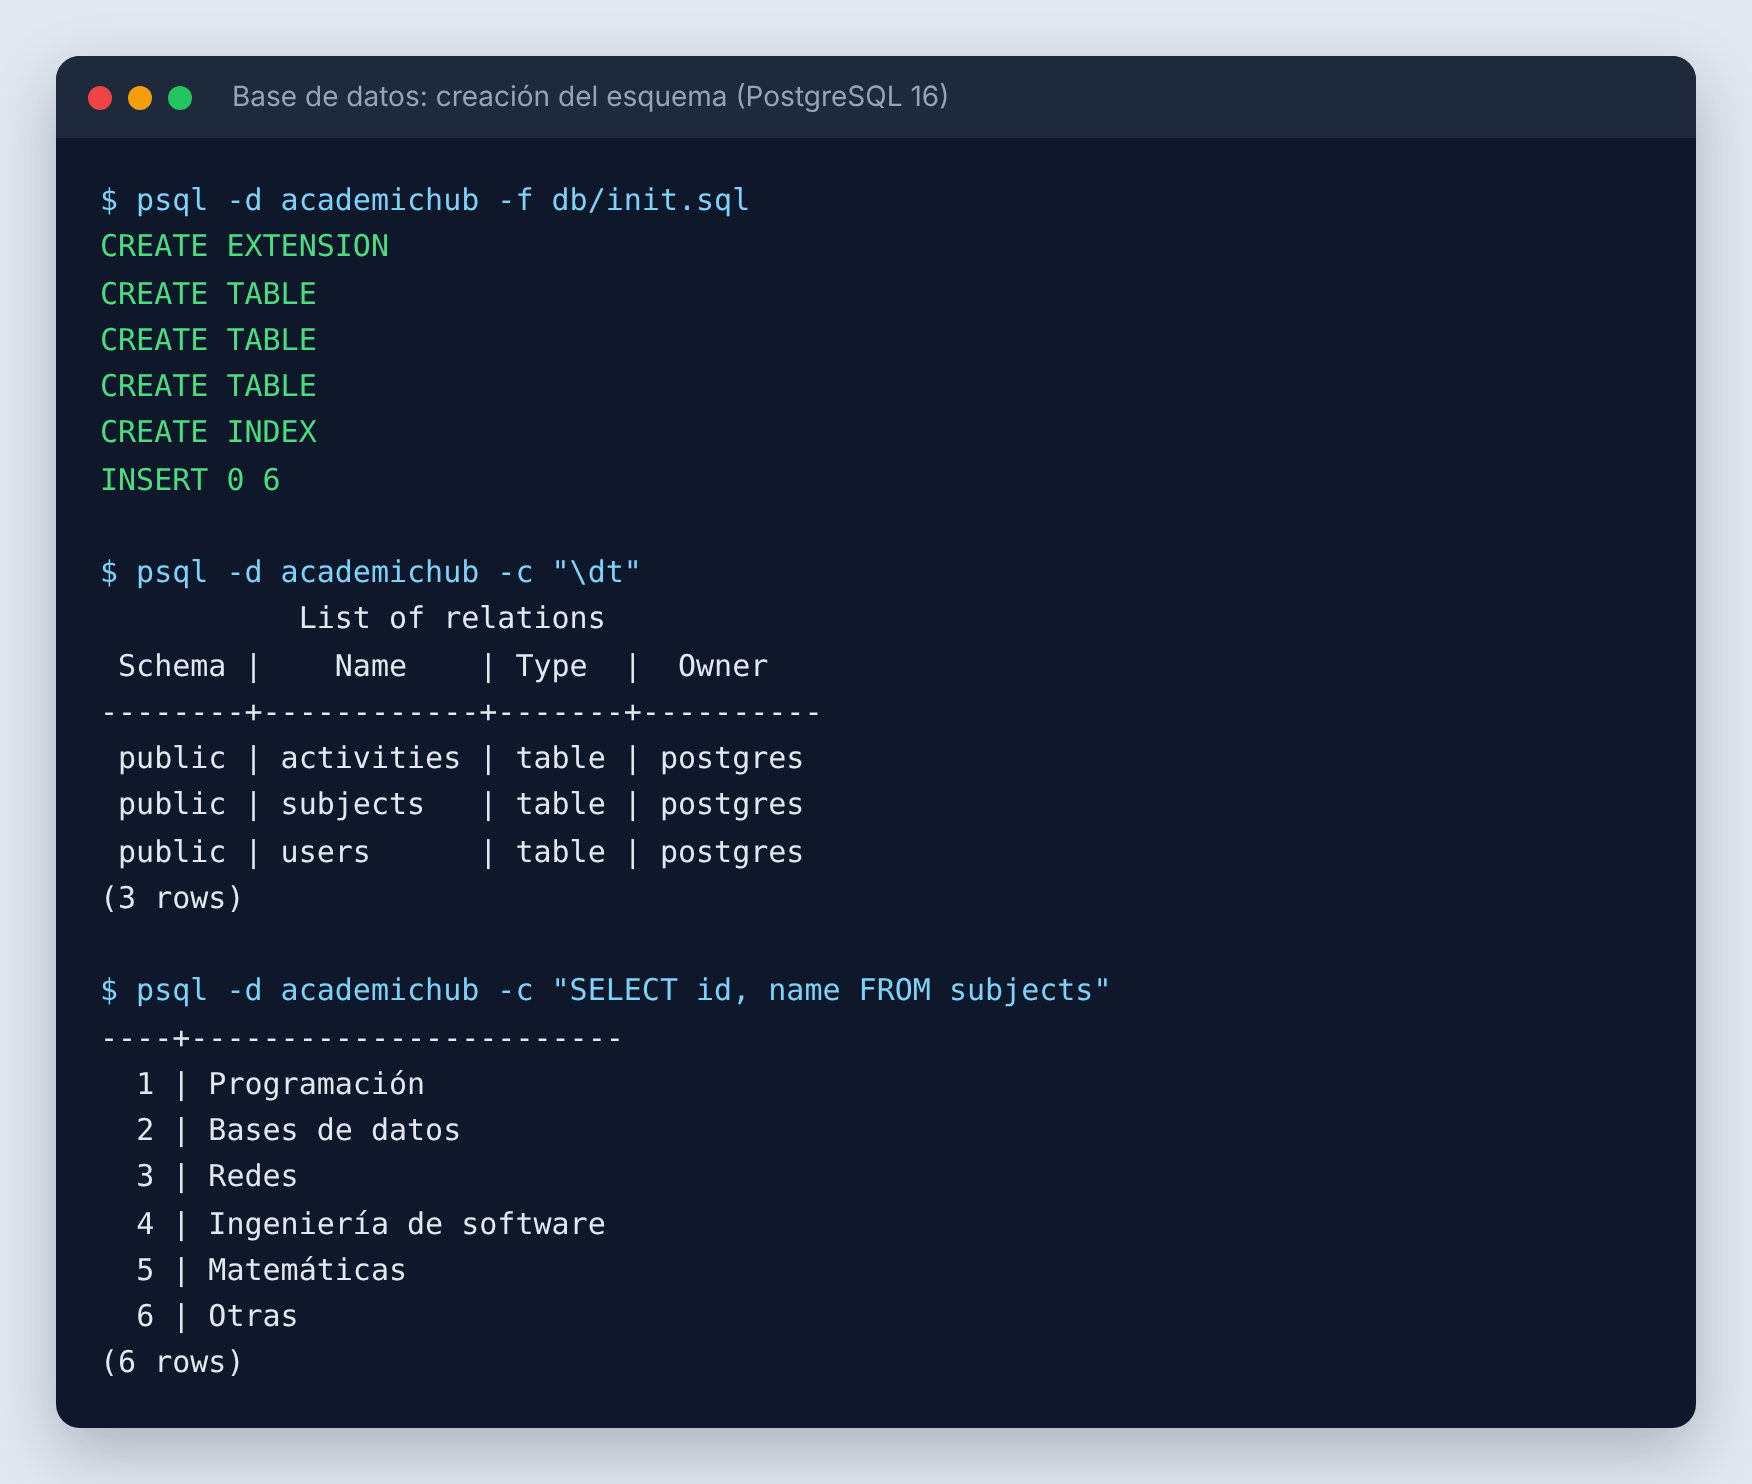 Base de datos: creación del esquema (PostgreSQL 16)
$ psql -d academichub -f db/init.sql
CREATE EXTENSION
CREATE TABLE
CREATE TABLE
CREATE TABLE
CREATE INDEX
INSERT 0 6
$ psql -d academichub -c "\dt"
           List of relations
 Schema |    Name    | Type  |  Owner
--------+------------+-------+----------
 public | activities | table | postgres
 public | subjects   | table | postgres
 public | users      | table | postgres
(3 rows)
$ psql -d academichub -c "SELECT id, name FROM subjects"
----+------------------------
  1 | Programación
  2 | Bases de datos
  3 | Redes
  4 | Ingeniería de software
  5 | Matemáticas
  6 | Otras
(6 rows)